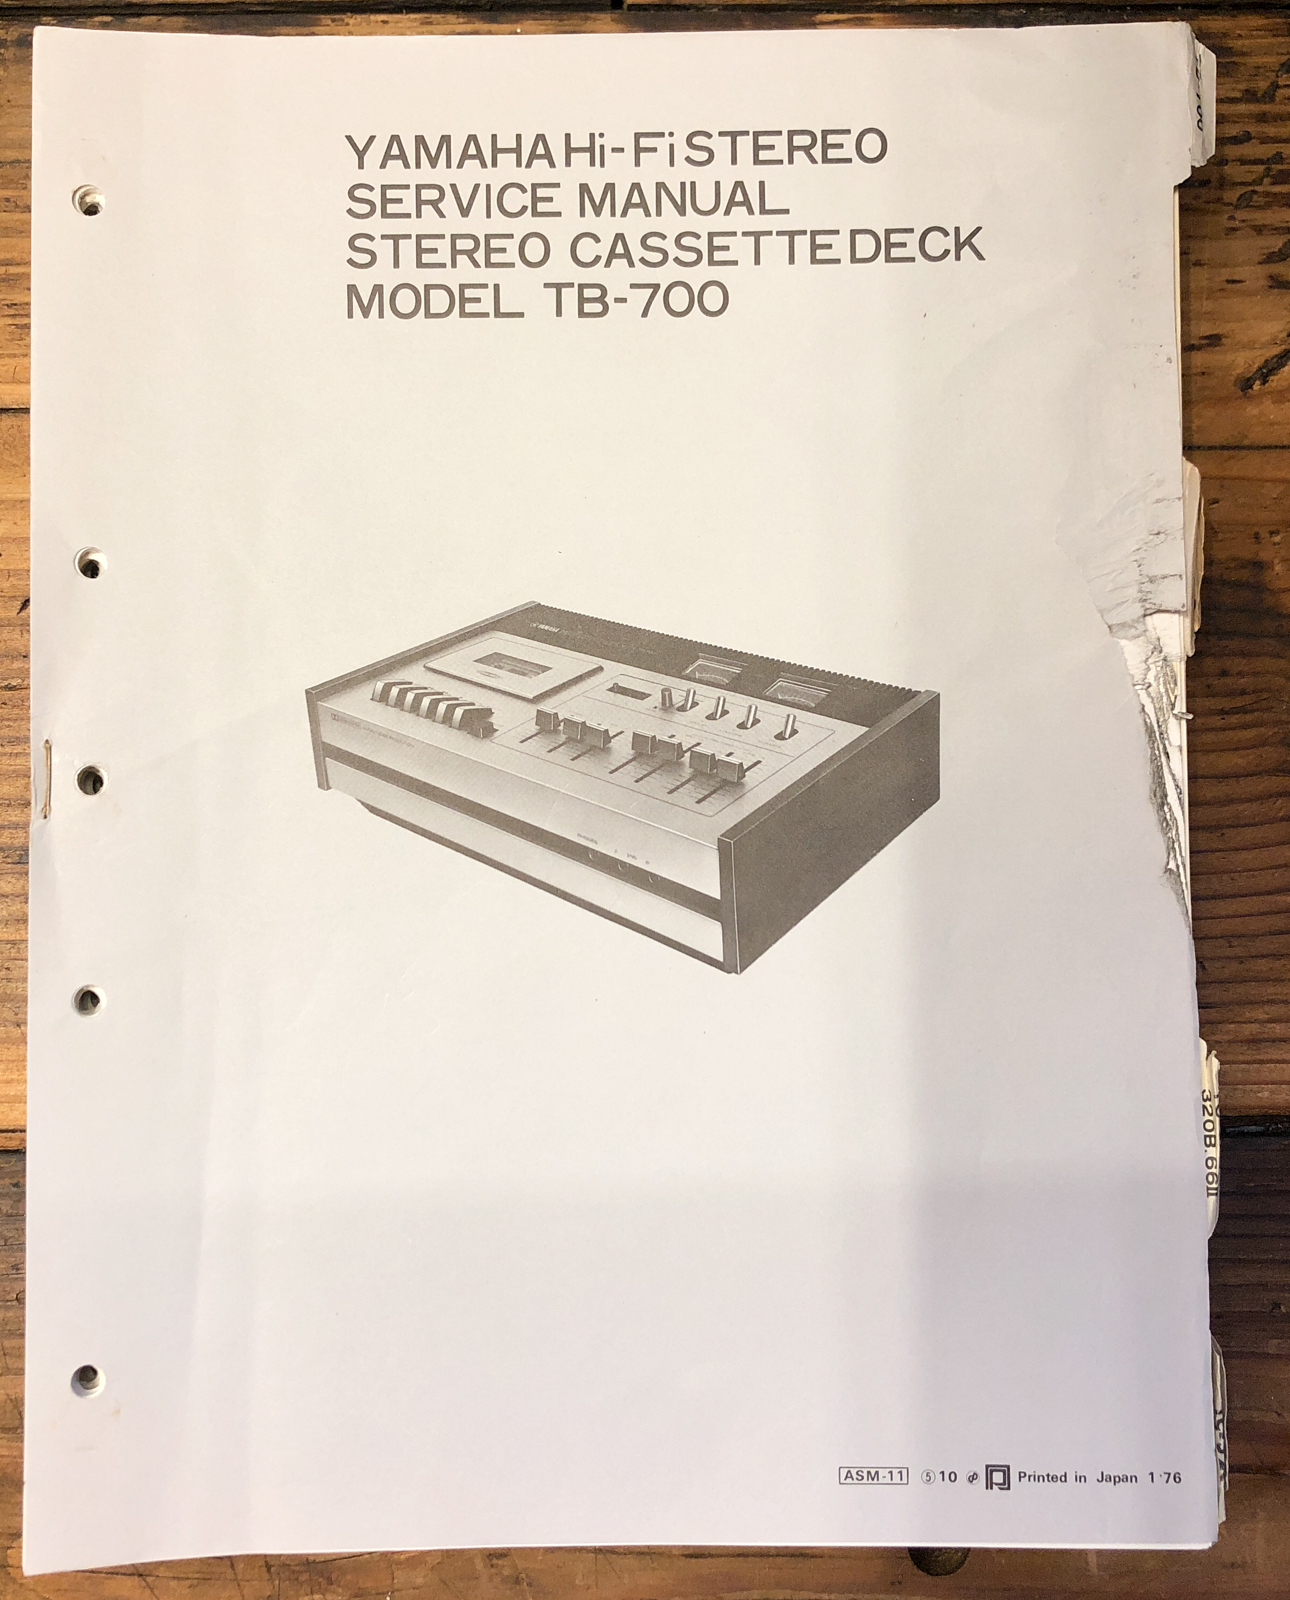 YAMAHA Hi-Fi STEREO
SERVICE MANUAL
STEREO CASSETTE DECK
MODEL TB-700
ASM-11 ⑤10 Printed in Japan 1 '76
320B.66II